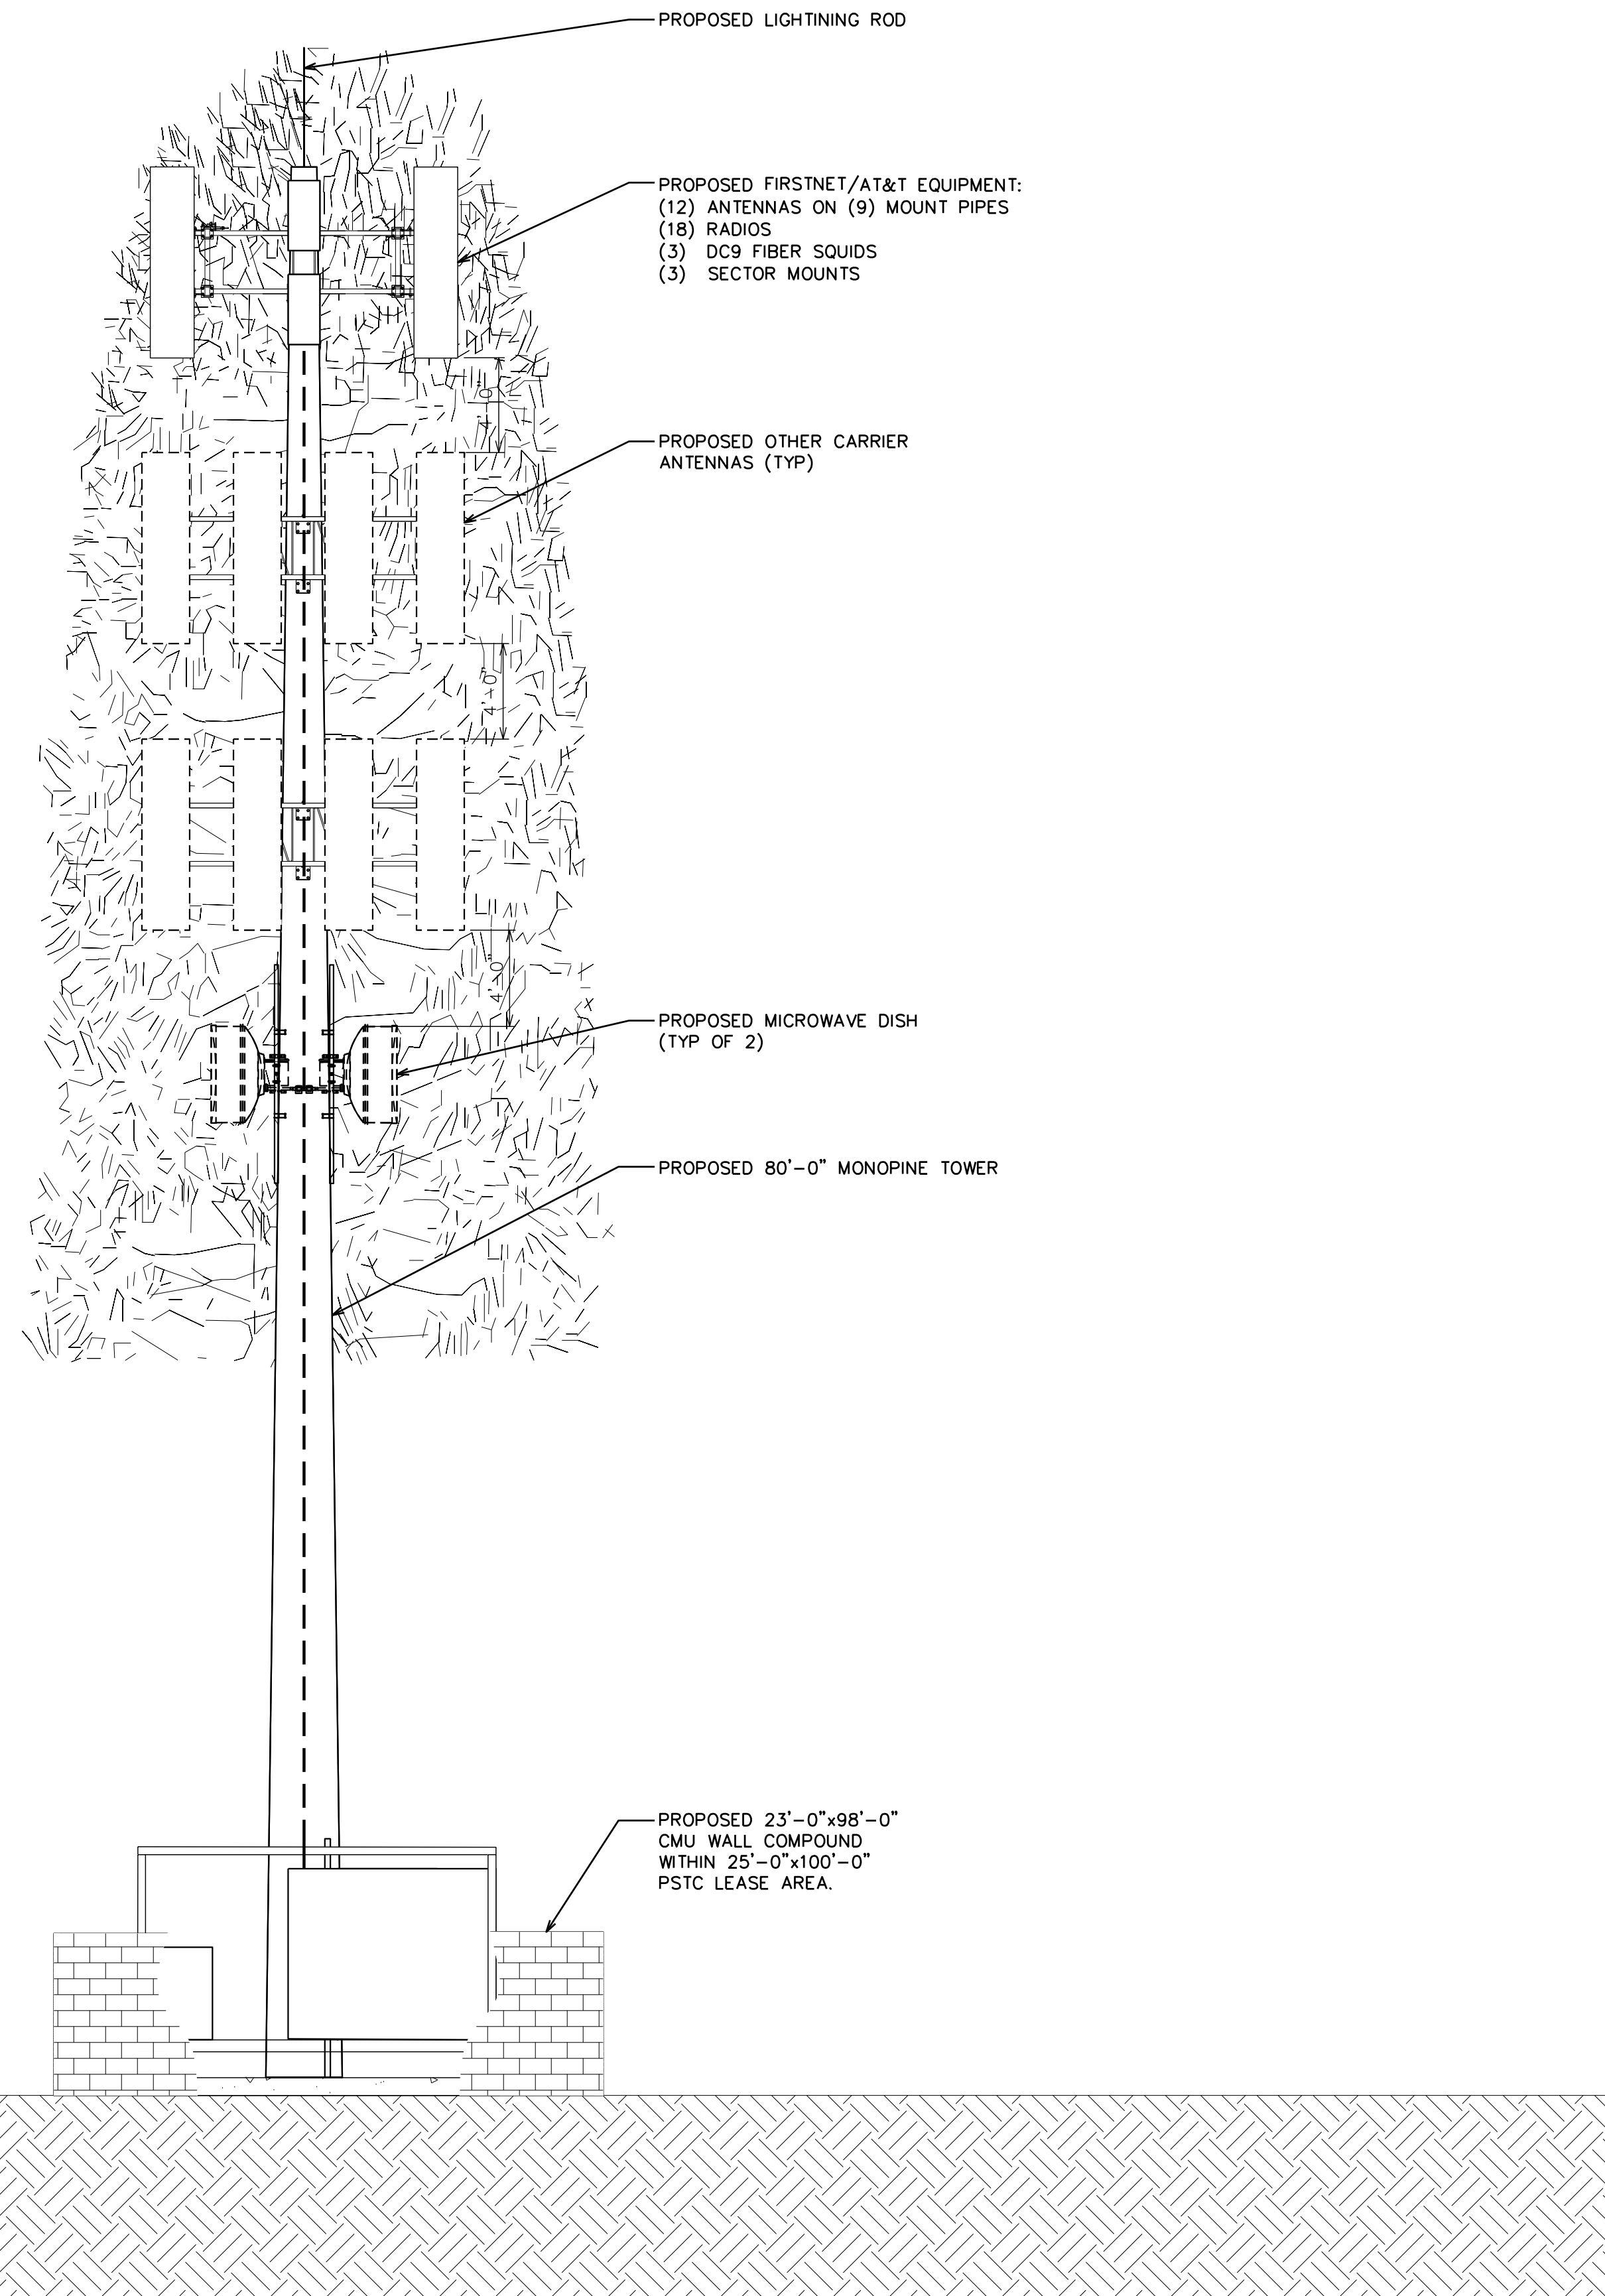 PROPOSED LIGHTINING ROD
PROPOSED FIRSTNET/AT&T EQUIPMENT:
(12) ANTENNAS ON (9) MOUNT PIPES
(18) RADIOS
(3) DC9 FIBER SQUIDS
(3) SECTOR MOUNTS
4'-0"
PROPOSED OTHER CARRIER
ANTENNAS (TYP)
4'-0"
4'-0"
PROPOSED MICROWAVE DISH
(TYP OF 2)
PROPOSED 80'-0" MONOPINE TOWER
PROPOSED 23'-0"x98'-0"
CMU WALL COMPOUND
WITHIN 25'-0"x100'-0"
PSTC LEASE AREA.